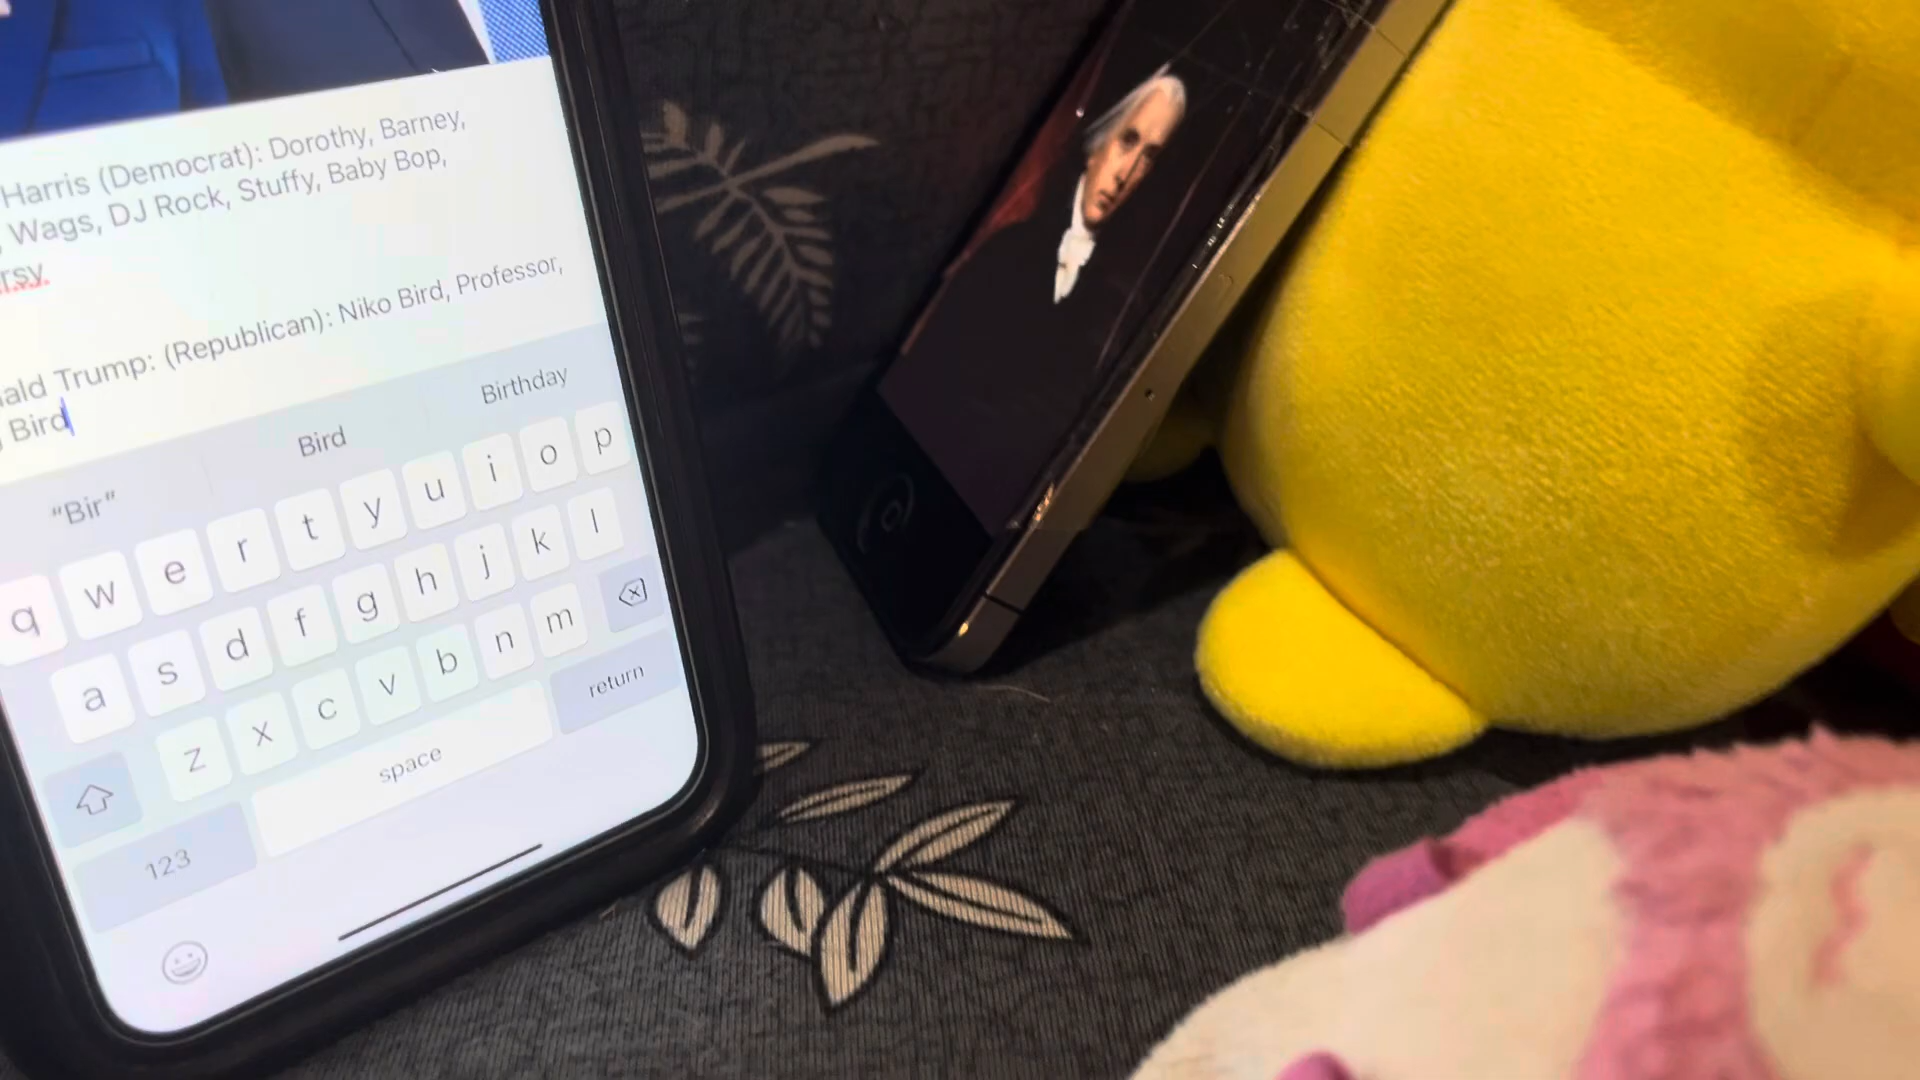 Harris (Democrat): Dorothy, Barney,
, Wags, DJ Rock, Stuffy, Baby Bop,
rsy.
ald Trump: (Republican): Niko Bird, Professor,
Bird
“Bir” Bird Birthday
q w e r t y u i o p
a s d f g h j k l
z x c v b n m
123 space return